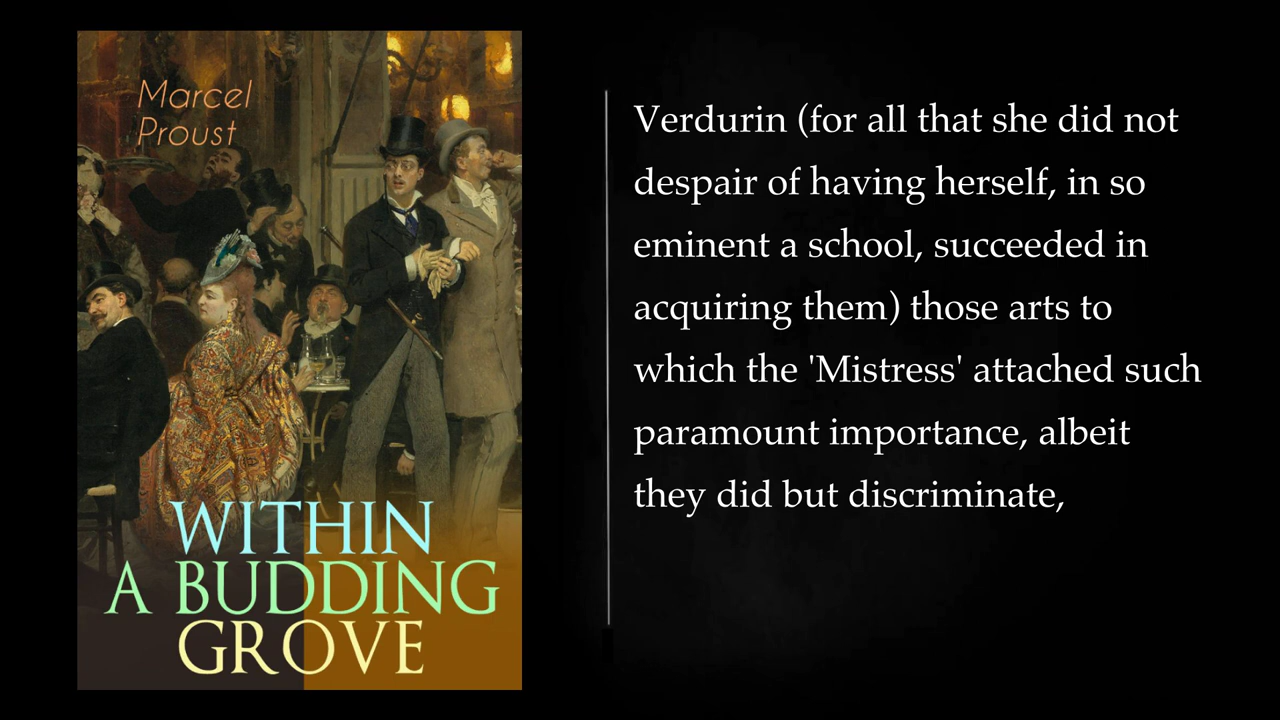 Marcel
Proust
WITHIN
A BUDDING
GROVE
Verdurin (for all that she did not
despair of having herself, in so
eminent a school, succeeded in
acquiring them) those arts to
which the 'Mistress' attached such
paramount importance, albeit
they did but discriminate,